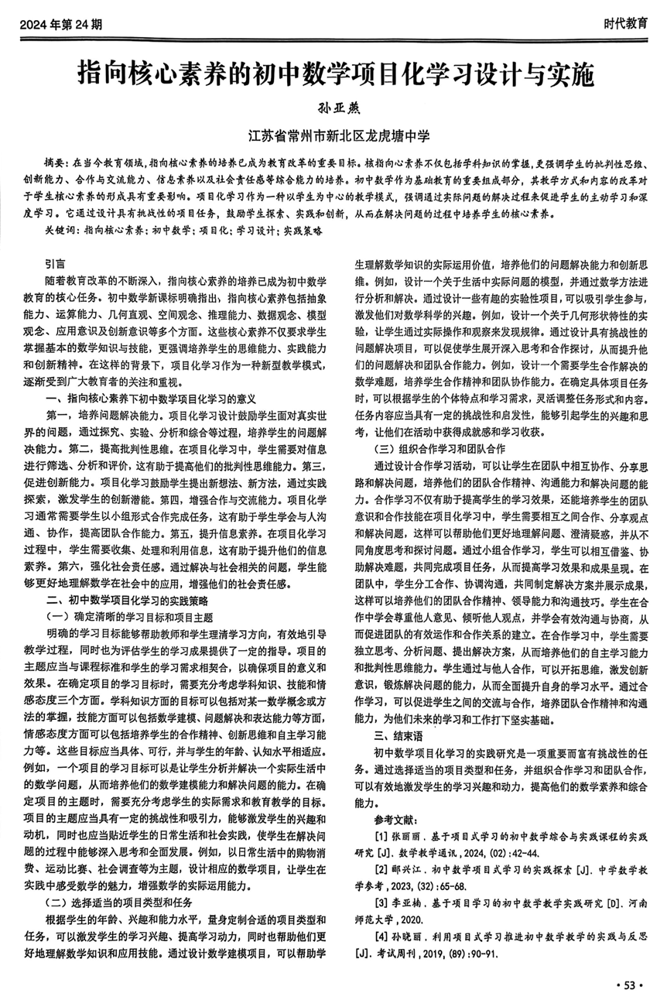 2024 年第 24 期
时代教育
指向核心素养的初中数学项目化学习设计与实施
孙亚燕
江苏省常州市新北区龙虎塘中学
摘要：在当今教育领域，指向核心素养的培养已成为教育改革的重要目标。核指向心素养不仅包括学科知识的掌握，更强调学生的批判性思维、
创新能力、合作与交流能力、信息素养以及社会责任感等综合能力的培养。初中数学作为基础教育的重要组成部分，其教学方式和内容的改革对
于学生核心素养的形成具有重要影响。项目化学习作为一种以学生为中心的教学模式，强调通过实际问题的解决过程来促进学生的主动学习和深
度学习。它通过设计具有挑战性的项目任务，鼓励学生探索、实践和创新，从而在解决问题的过程中培养学生的核心素养。
关键词：指向核心素养；初中数学；项目化；学习设计；实践策略
引言
随着教育改革的不断深入，指向核心素养的培养已成为初中数学
教育的核心任务。初中数学新课标明确指出，指向核心素养包括抽象
能力、运算能力、几何直观、空间观念、推理能力、数据观念、模型
观念、应用意识及创新意识等多个方面。这些核心素养不仅要求学生
掌握基本的数学知识与技能，更强调培养学生的思维能力、实践能力
和创新精神。在这样的背景下，项目化学习作为一种新型教学模式，
逐渐受到广大教育者的关注和重视。
一、指向核心素养下初中数学项目化学习的意义
第一，培养问题解决能力。项目化学习设计鼓励学生面对真实世
界的问题，通过探究、实验、分析和综合等过程，培养学生的问题解
决能力。第二，提高批判性思维。在项目化学习中，学生需要对信息
进行筛选、分析和评价，这有助于提高他们的批判性思维能力。第三，
促进创新能力。项目化学习鼓励学生提出新想法、新方法，通过实践
探索，激发学生的创新潜能。第四，增强合作与交流能力。项目化学
习通常需要学生以小组形式合作完成任务，这有助于学生学会与人沟
通、协作，提高团队合作能力。第五，提升信息素养。在项目化学习
过程中，学生需要收集、处理和利用信息，这有助于提升他们的信息
素养。第六，强化社会责任感。通过解决与社会相关的问题，学生能
够更好地理解数学在社会中的应用，增强他们的社会责任感。
二、初中数学项目化学习的实践策略
（一）确定清晰的学习目标和项目主题
明确的学习目标能够帮助教师和学生理清学习方向，有效地引导
教学过程，同时也为评估学生的学习成果提供了一定的指导。项目的
主题应当与课程标准和学生的学习需求相契合，以确保项目的意义和
效果。在确定项目的学习目标时，需要充分考虑学科知识、技能和情
感态度三个方面。学科知识方面的目标可以包括对某一数学概念或方
法的掌握，技能方面可以包括数学建模、问题解决和表达能力等方面，
情感态度方面可以包括培养学生的合作精神、创新思维和自主学习能
力等。这些目标应当具体、可行，并与学生的年龄、认知水平相适应。
例如，一个项目的学习目标可以是让学生分析并解决一个实际生活中
的数学问题，从而培养他们的数学建模能力和解决问题的能力。在确
定项目的主题时，需要充分考虑学生的实际需求和教育教学的目标。
项目的主题应当具有一定的挑战性和吸引力，能够激发学生的兴趣和
动机，同时也应当贴近学生的日常生活和社会实践，使学生在解决问
题的过程中能够深入思考和全面发展。例如，以日常生活中的购物消
费、运动比赛、社会调查等为主题，设计相应的数学项目，让学生在
实践中感受数学的魅力，增强数学的实际运用能力。
（二）选择适当的项目类型和任务
根据学生的年龄、兴趣和能力水平，量身定制合适的项目类型和
任务，可以激发学生的学习兴趣、提高学习动力，同时也帮助他们更
好地理解数学知识和应用技能。通过设计数学建模项目，可以帮助学
生理解数学知识的实际运用价值，培养他们的问题解决能力和创新思
维。例如，设计一个关于生活中实际问题的模型，并通过数学方法进
行分析和解决。通过设计一些有趣的实验性项目，可以吸引学生参与，
激发他们对数学科学的兴趣。例如，设计一个关于几何形状特性的实
验，让学生通过实际操作和观察来发现规律。通过设计具有挑战性的
问题解决项目，可以促使学生展开深入思考和合作探讨，从而提升他
们的问题解决和团队合作能力。例如，设计一个需要学生合作解决的
数学难题，培养学生合作精神和团队协作能力。在确定具体项目任务
时，可以根据学生的个体特点和学习需求，灵活调整任务形式和内容。
任务内容应当具有一定的挑战性和启发性，能够引起学生的兴趣和思
考，让他们在活动中获得成就感和学习收获。
（三）组织合作学习和团队合作
通过设计合作学习活动，可以让学生在团队中相互协作、分享思
路和解决问题，培养他们的团队合作精神、沟通能力和解决问题的能
力。合作学习不仅有助于提高学生的学习效果，还能培养学生的团队
意识和合作技能在项目化学习中，学生需要相互之间合作、分享观点
和解决问题，这样可以帮助他们更好地理解问题、澄清疑惑，并从不
同角度思考和探讨问题。通过小组合作学习，学生可以相互借鉴、协
助解决难题，共同完成项目任务，从而提高学习效果和成果呈现。在
团队中，学生分工合作、协调沟通，共同制定解决方案并展示成果，
这样可以培养他们的团队合作精神、领导能力和沟通技巧。学生在合
作中学会尊重他人意见、倾听他人观点，并学会有效沟通与协商，从
而促进团队的有效运作和合作关系的建立。在合作学习中，学生需要
独立思考、分析问题、提出解决方案，从而培养他们的自主学习能力
和批判性思维能力。学生通过与他人合作，可以开拓思维，激发创新
意识，锻炼解决问题的能力，从而全面提升自身的学习水平。通过合
作学习，可以促进学生之间的交流与合作，培养团队合作精神和沟通
能力，为他们未来的学习和工作打下坚实基础。
三、结束语
初中数学项目化学习的实践研究是一项重要而富有挑战性的任
务。通过选择适当的项目类型和任务，并组织合作学习和团队合作，
可以有效地激发学生的学习兴趣和动力，提高他们的数学素养和综合
能力。
参考文献：
[1] 张丽丽．基于项目式学习的初中数学综合与实践课程的实践
研究 [J]．数学教学通讯，2024，(02)：42-44.
[2] 郦兴江．初中数学项目式学习的实践探索 [J]．中学数学教
学参考，2023，(32)：65-68.
[3] 李亚楠．基于项目学习的初中数学教学实践研究 [D]．河南
师范大学，2020.
[4] 孙晓丽．利用项目式学习推进初中数学教学的实践与反思
[J]．考试周刊，2019，(89)：90-91.
· 53 ·